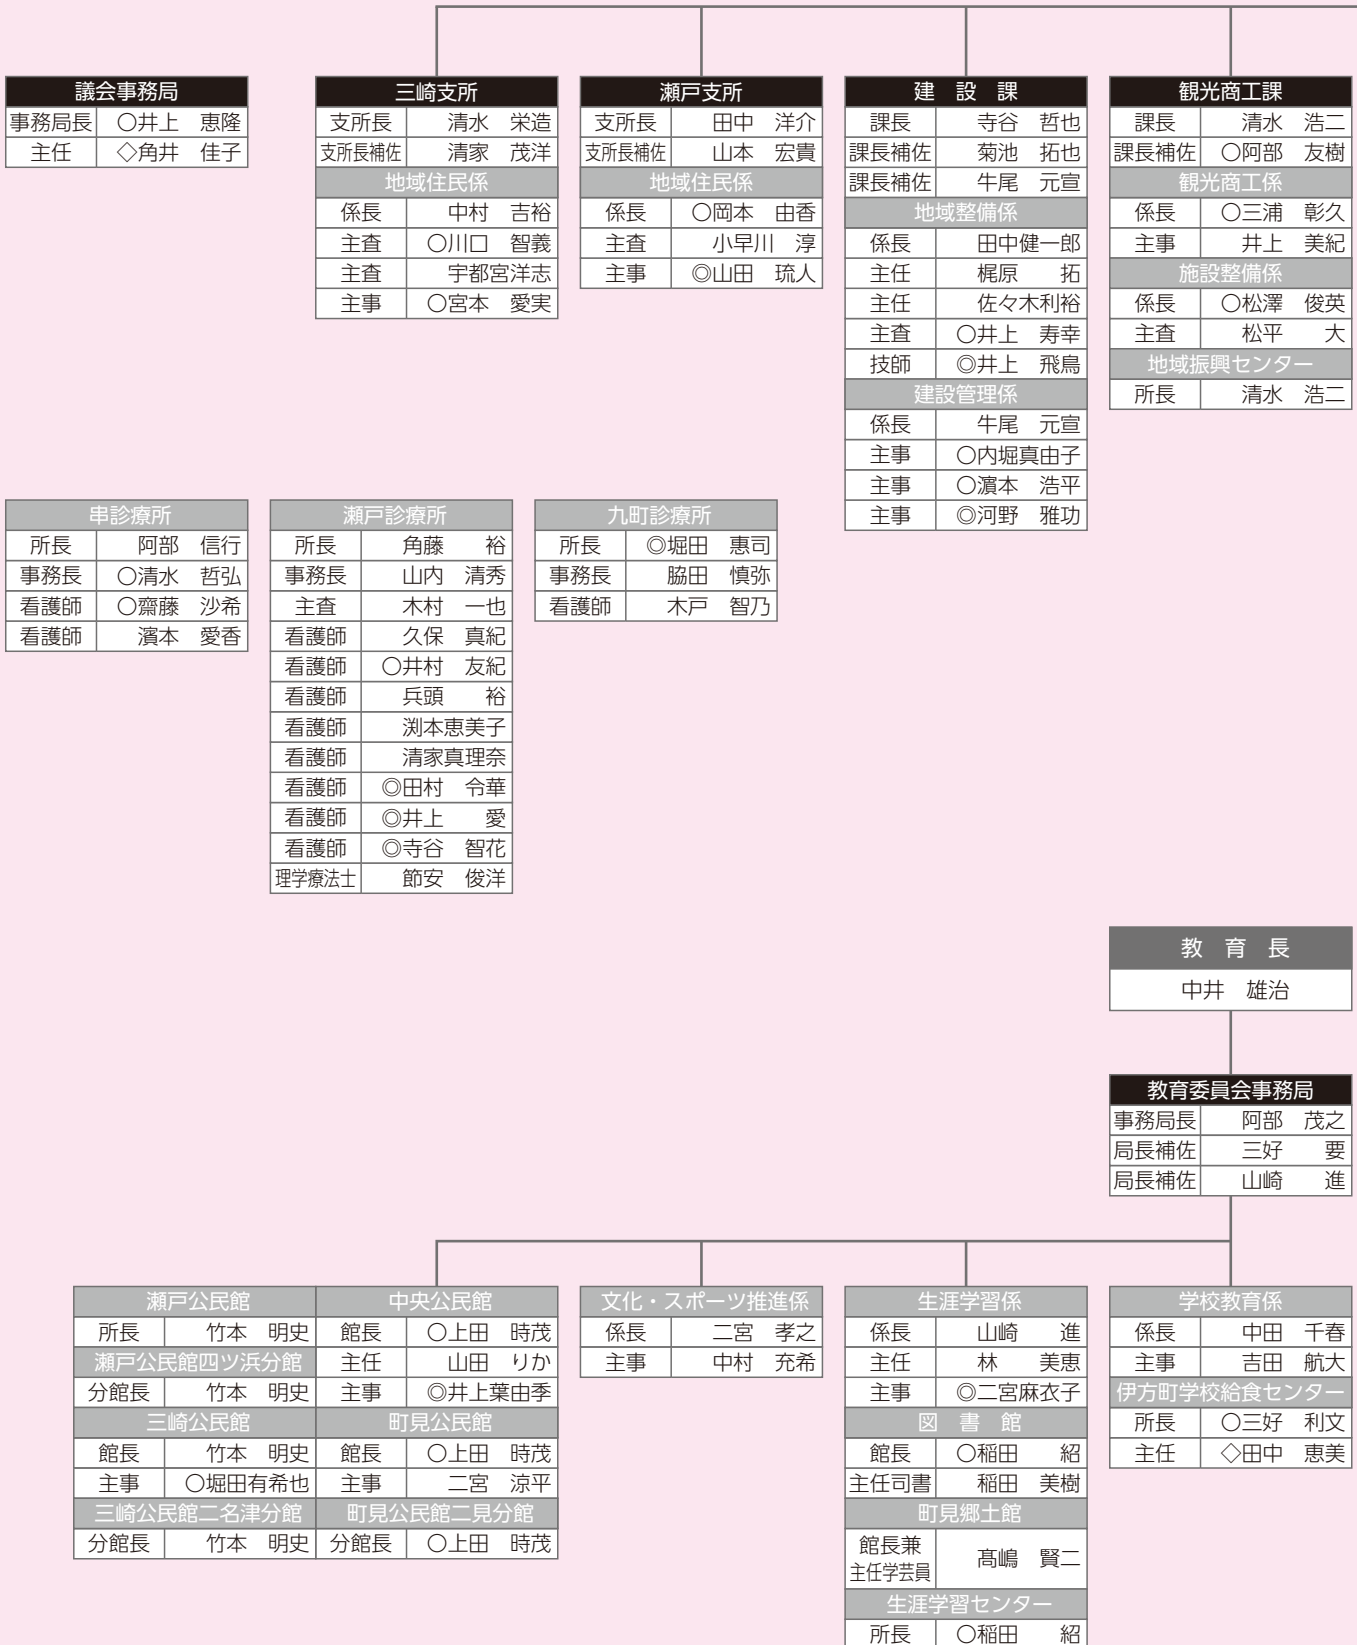 議会事務局
事務局長 〇井上 恵隆
主任 ◇角井 佳子
三崎支所
支所長 清水 栄造
支所長補佐 清家 茂洋
地域住民係
係長 中村 吉裕
主査 〇川口 智義
主査 宇都宮洋志
主事 〇宮本 愛実
瀬戸支所
支所長 田中 洋介
支所長補佐 山本 宏貴
地域住民係
係長 〇岡本 由香
主査 小早川 淳
主事 ◎山田 琉人
建設課
課長 寺谷 哲也
課長補佐 菊池 拓也
課長補佐 牛尾 元宣
地域整備係
係長 田中健一郎
主任 梶原 拓
主任 佐々木利裕
主査 〇井上 寿幸
技師 ◎井上 飛鳥
建設管理係
係長 牛尾 元宣
主事 〇内堀真由子
主事 〇濵本 浩平
主事 ◎河野 雅功
観光商工課
課長 清水 浩二
課長補佐 〇阿部 友樹
観光商工係
係長 〇三浦 彰久
主事 井上 美紀
施設整備係
係長 〇松澤 俊英
主査 松平 大
地域振興センター
所長 清水 浩二
串診療所
所長 阿部 信行
事務長 〇清水 哲弘
看護師 〇齋藤 沙希
看護師 濱本 愛香
瀬戸診療所
所長 角藤 裕
事務長 山内 清秀
主査 木村 一也
看護師 久保 真紀
看護師 〇井村 友紀
看護師 兵頭 裕
看護師 渕本恵美子
看護師 清家真理奈
看護師 ◎田村 令華
看護師 ◎井上 愛
看護師 ◎寺谷 智花
理学療法士 節安 俊洋
九町診療所
所長 ◎堀田 惠司
事務長 脇田 慎弥
看護師 木戸 智乃
教育長
中井 雄治
教育委員会事務局
事務局長 阿部 茂之
局長補佐 三好 要
局長補佐 山崎 進
瀬戸公民館
所長 竹本 明史
瀬戸公民館四ツ浜分館
分館長 竹本 明史
三崎公民館
館長 竹本 明史
主事 〇堀田有希也
三崎公民館二名津分館
分館長 竹本 明史
中央公民館
館長 〇上田 時茂
主任 山田 りか
主事 ◎井上葉由季
町見公民館
館長 〇上田 時茂
主事 二宮 涼平
町見公民館二見分館
分館長 〇上田 時茂
文化・スポーツ推進係
係長 二宮 孝之
主事 中村 充希
生涯学習係
係長 山崎 進
主任 林 美恵
主事 ◎二宮麻衣子
図書館
館長 〇稲田 紹
主任司書 稲田 美樹
町見郷土館
館長兼
主任学芸員 髙嶋 賢二
生涯学習センター
所長 〇稲田 紹
学校教育係
係長 中田 千春
主事 吉田 航大
伊方町学校給食センター
所長 〇三好 利文
主任 ◇田中 恵美